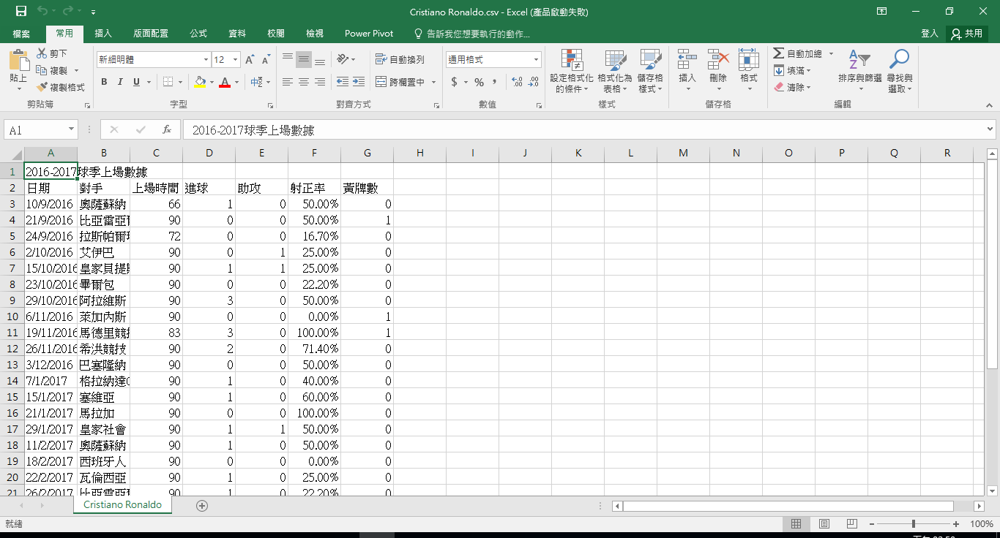 Cristiano Ronaldo.csv - Excel (產品啟動失敗)
檔案 常用 插入 版面配置 公式 資料 校閱 檢視 Power Pivot 告訴我您想要執行的動作... 登入 共用
貼上 剪下 複製 複製格式 剪貼簿
新細明體 12 A A
B I U A 中 字型
自動換列
跨欄置中 對齊方式
通用格式
$ % , .00 .00 數值
設定格式化的條件 格式化為表格 儲存格樣式 樣式
插入 刪除 格式 儲存格
自動加總 填滿 清除 排序與篩選 尋找與選取 編輯
A1 fx 2016-2017球季上場數據
A B C D E F G H I J K L M N O P Q R
1 2016-2017球季上場數據
2 日期 對手 上場時間 進球 助攻 射正率 黃牌數
3 10/9/2016 奧薩蘇納 66 1 0 50.00% 0
4 21/9/2016 比亞雷亞 90 0 0 50.00% 1
5 24/9/2016 拉斯帕爾 72 0 0 16.70% 0
6 2/10/2016 艾伊巴 90 0 1 25.00% 0
7 15/10/2016 皇家貝提斯 90 1 1 25.00% 0
8 23/10/2016 畢爾包 90 0 0 22.20% 0
9 29/10/2016 阿拉維斯 90 3 0 50.00% 0
10 6/11/2016 萊加內斯 90 0 0 0.00% 1
11 19/11/2016 馬德里競技 83 3 0 100.00% 1
12 26/11/2016 希洪競技 90 2 0 71.40% 0
13 3/12/2016 巴塞隆納 90 0 0 50.00% 0
14 7/1/2017 格拉納達 90 1 0 40.00% 0
15 15/1/2017 塞維亞 90 1 0 60.00% 0
16 21/1/2017 馬拉加 90 0 0 100.00% 0
17 29/1/2017 皇家社會 90 1 1 50.00% 0
18 11/2/2017 奧薩蘇納 90 1 0 50.00% 0
19 18/2/2017 西班牙人 90 0 0 0.00% 0
20 22/2/2017 瓦倫西亞 90 1 0 25.00% 0
21 26/2/2017 比亞雷亞 90 1 0 22.20% 0
Cristiano Ronaldo
就緒 100%